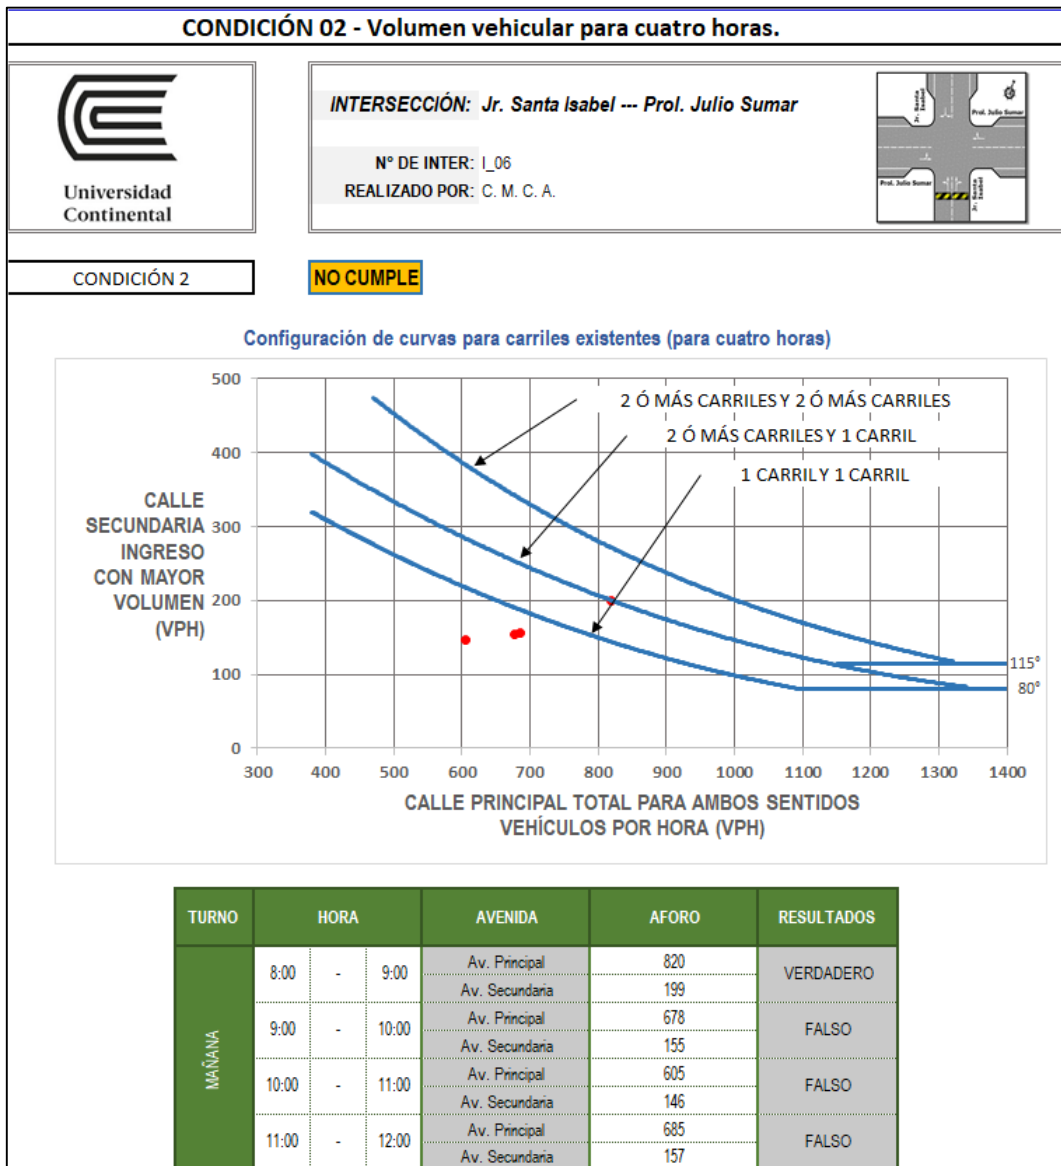 CONDICIÓN 02 - Volumen vehicular para cuatro horas.
Universidad
Continental
INTERSECCIÓN: Jr. Santa Isabel --- Prol. Julio Sumar
N° DE INTER: I_06
REALIZADO POR: C. M. C. A.
Jr. Santa
Isabel
Prol. Julio Sumar
Prol. Julio Sumar
Jr. Santa
Isabel
CONDICIÓN 2
NO CUMPLE
Configuración de curvas para carriles existentes (para cuatro horas)
500
400
300
200
100
0
CALLE
SECUNDARIA
INGRESO
CON MAYOR
VOLUMEN
(VPH)
2 Ó MÁS CARRILES Y 2 Ó MÁS CARRILES
2 Ó MÁS CARRILES Y 1 CARRIL
1 CARRIL Y 1 CARRIL
115°
80°
300 400 500 600 700 800 900 1000 1100 1200 1300 1400
CALLE PRINCIPAL TOTAL PARA AMBOS SENTIDOS
VEHÍCULOS POR HORA (VPH)
TURNO HORA AVENIDA AFORO RESULTADOS
MAÑANA
8:00 - 9:00 Av. Principal 820 VERDADERO
Av. Secundaria 199
9:00 - 10:00 Av. Principal 678 FALSO
Av. Secundaria 155
10:00 - 11:00 Av. Principal 605 FALSO
Av. Secundaria 146
11:00 - 12:00 Av. Principal 685 FALSO
Av. Secundaria 157